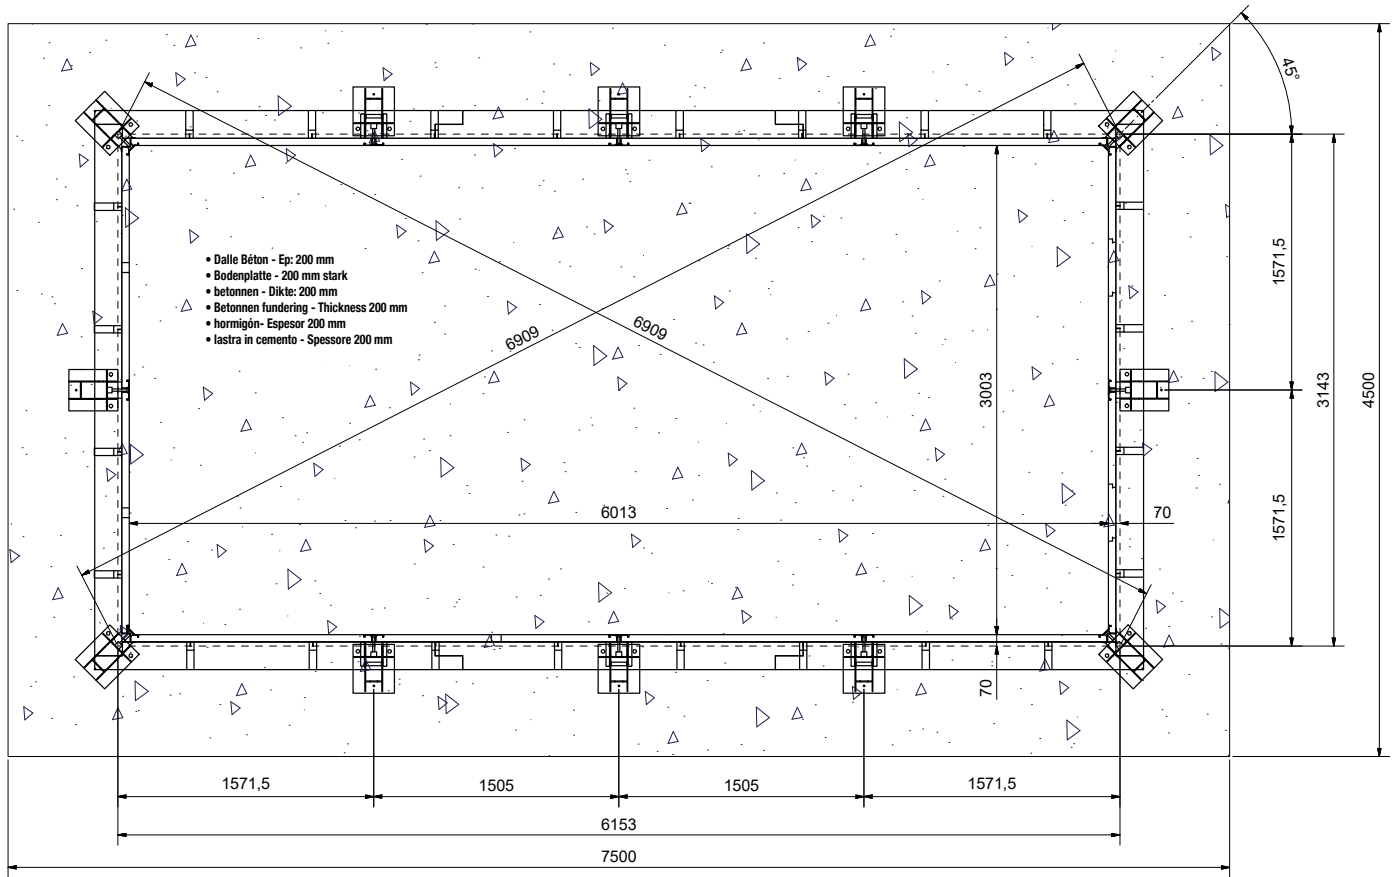 45°
• Dalle Béton - Ep: 200 mm
• Bodenplatte - 200 mm stark
• betonnen - Dikte: 200 mm
• Betonnen fundering - Thickness 200 mm
• hormigón- Espesor 200 mm
• lastra in cemento - Spessore 200 mm
6909
6909
3003
1571,5
3143
4500
6013
70
1571,5
70
1571,5
1505
1505
1571,5
6153
7500